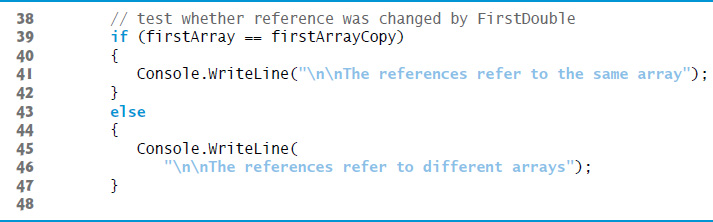 38 // test whether reference was changed by FirstDouble
39 if (firstArray == firstArrayCopy)
40 {
41 Console.WriteLine("\n\nThe references refer to the same array");
42 }
43 else
44 {
45 Console.WriteLine(
46 "\n\nThe references refer to different arrays");
47 }
48